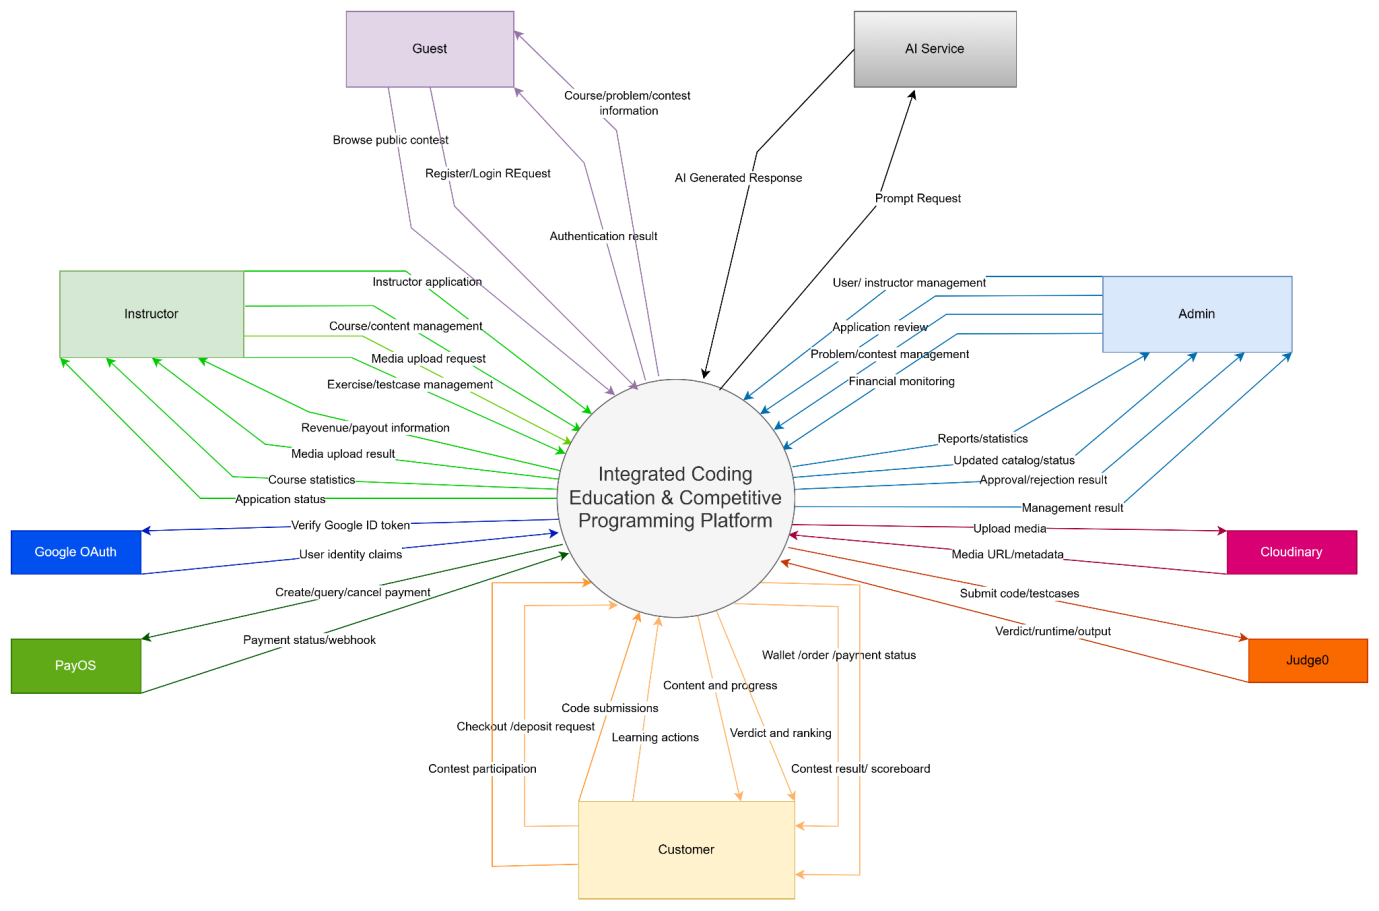 Guest
AI Service
Course/problem/contest
information
Browse public contest
Register/Login REquest
AI Generated Response
Prompt Request
Authentication result
Instructor
Instructor application
Course/content management
Media upload request
Exercise/testcase management
User/ instructor management
Application review
Problem/contest management
Financial monitoring
Admin
Revenue/payout information
Media upload result
Course statistics
Appication status
Integrated Coding
Education & Competitive
Programming Platform
Reports/statistics
Updated catalog/status
Approval/rejection result
Management result
Google OAuth
Verify Google ID token
User identity claims
Upload media
Media URL/metadata
Cloudinary
Create/query/cancel payment
Payment status/webhook
PayOS
Submit code/testcases
Verdict/runtime/output
Judge0
Wallet /order /payment status
Content and progress
Code submissions
Checkout /deposit request
Learning actions
Verdict and ranking
Contest participation
Contest result/ scoreboard
Customer